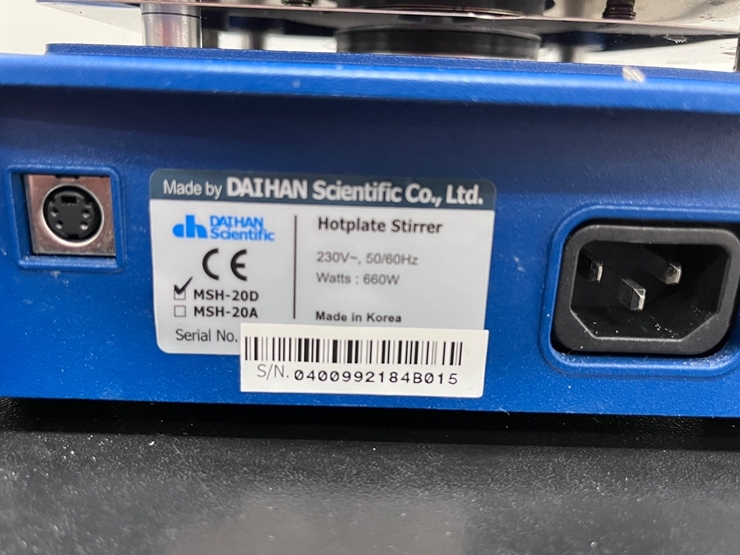 Made by DAIHAN Scientific Co., Ltd.
dh DAIHAN Scientific
CE
MSH-20D
MSH-20A
Serial No.
Hotplate Stirrer
230V~, 50/60Hz
Watts : 660W
Made in Korea
S/N. 0400992184B015